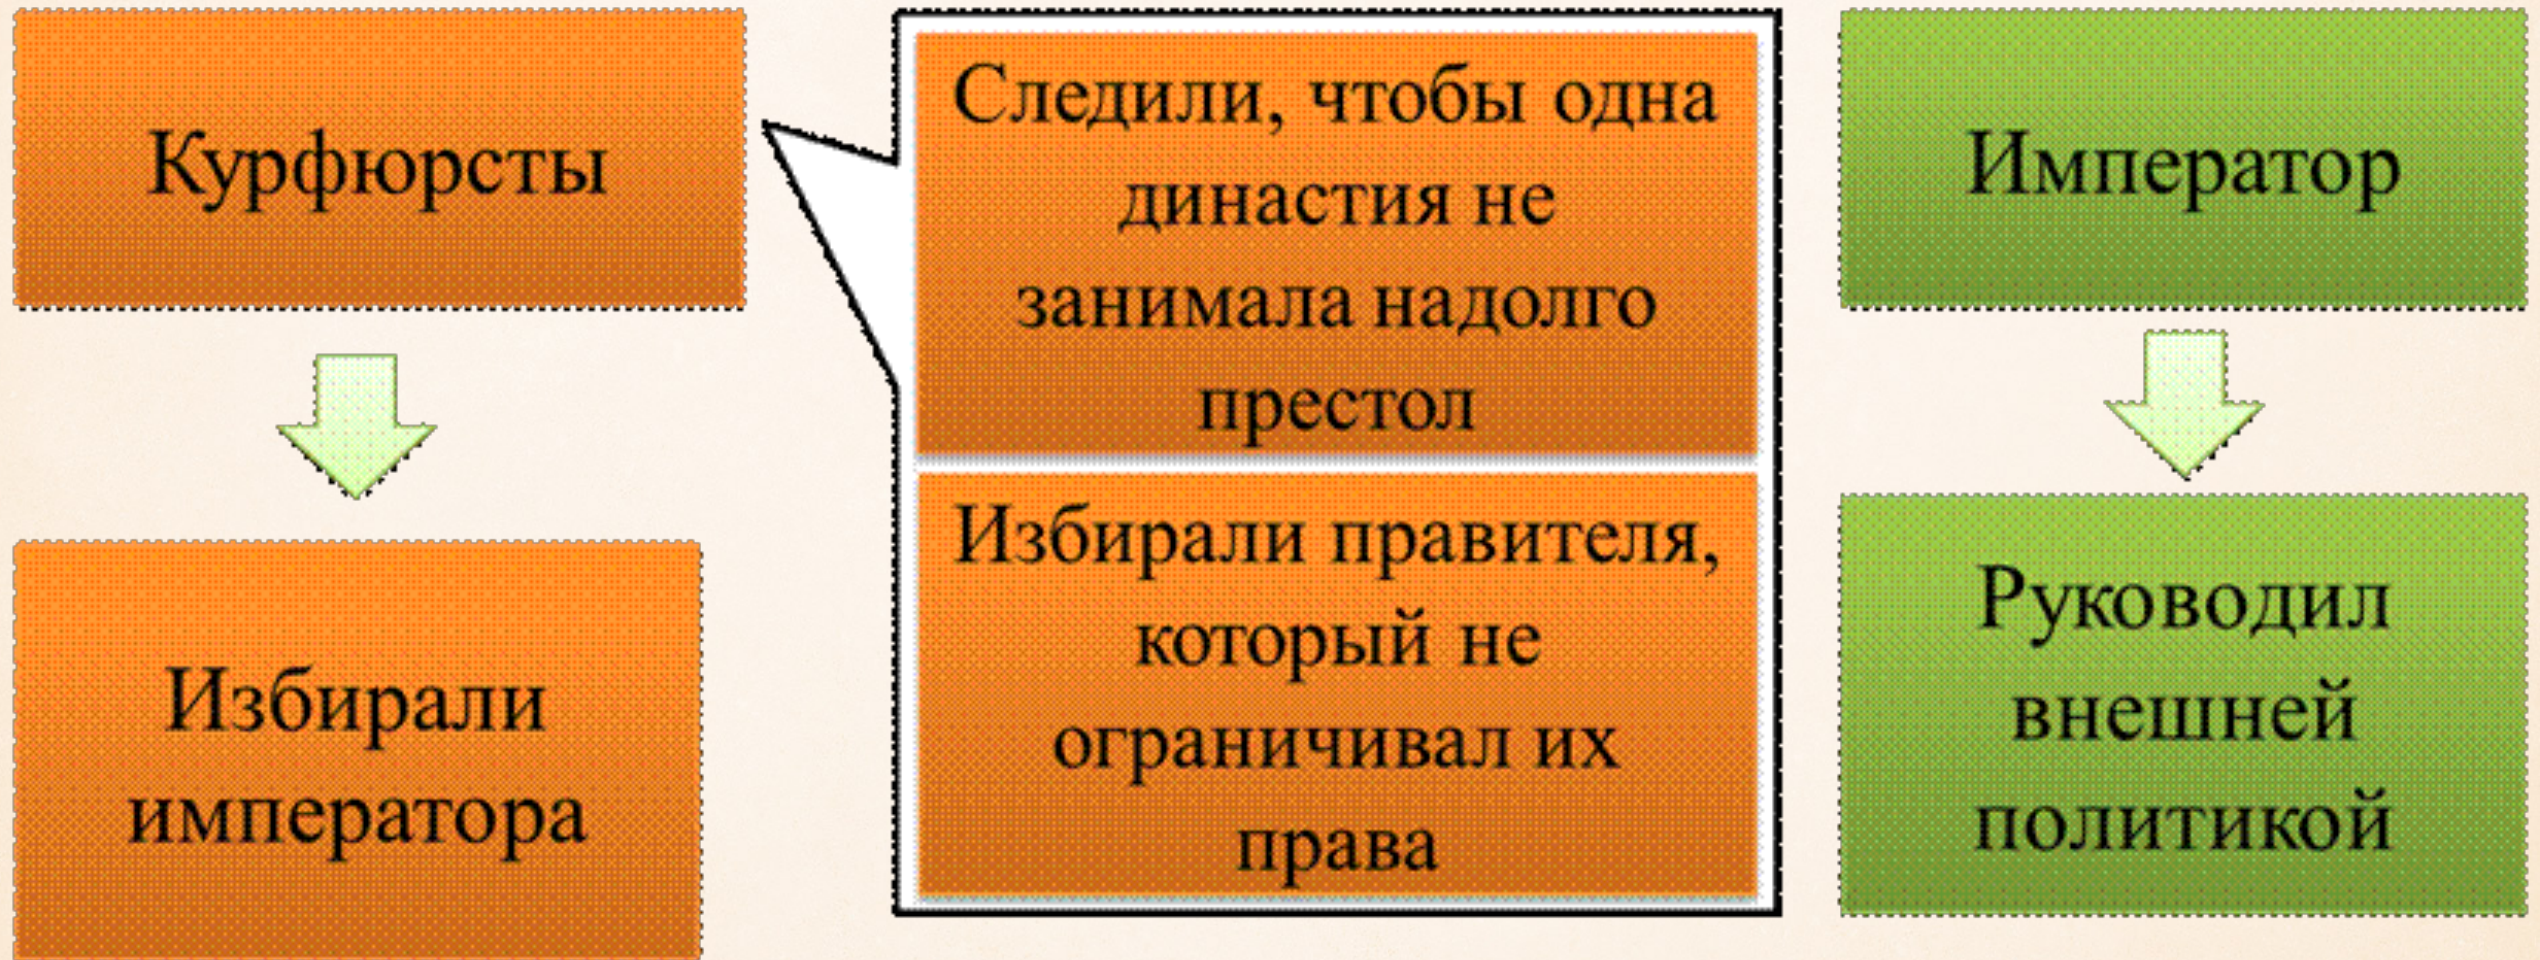 Курфюрсты
Избирали
императора
Следили, чтобы одна
династия не
занимала надолго
престол
Избирали правителя,
который не
ограничивал их
права
Император
Руководил
внешней
политикой